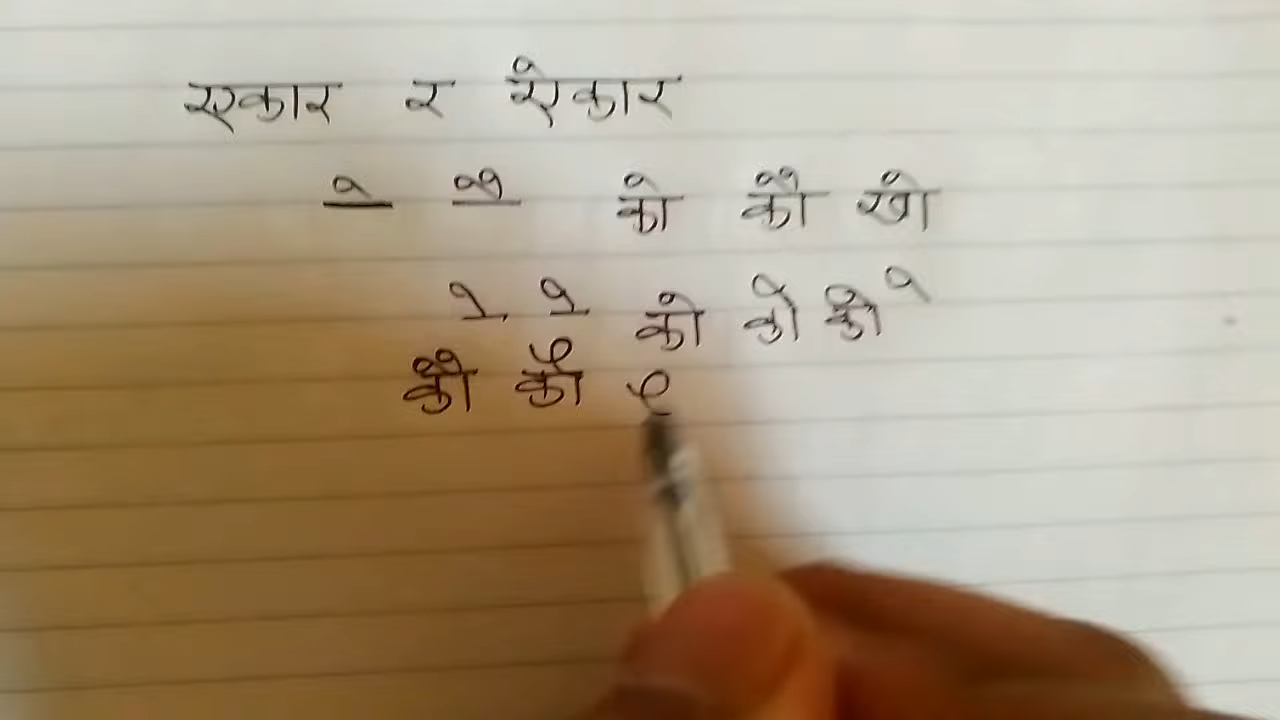 एकार र ऐकार
े ै को कौ खो
े े को को को े
कौ को